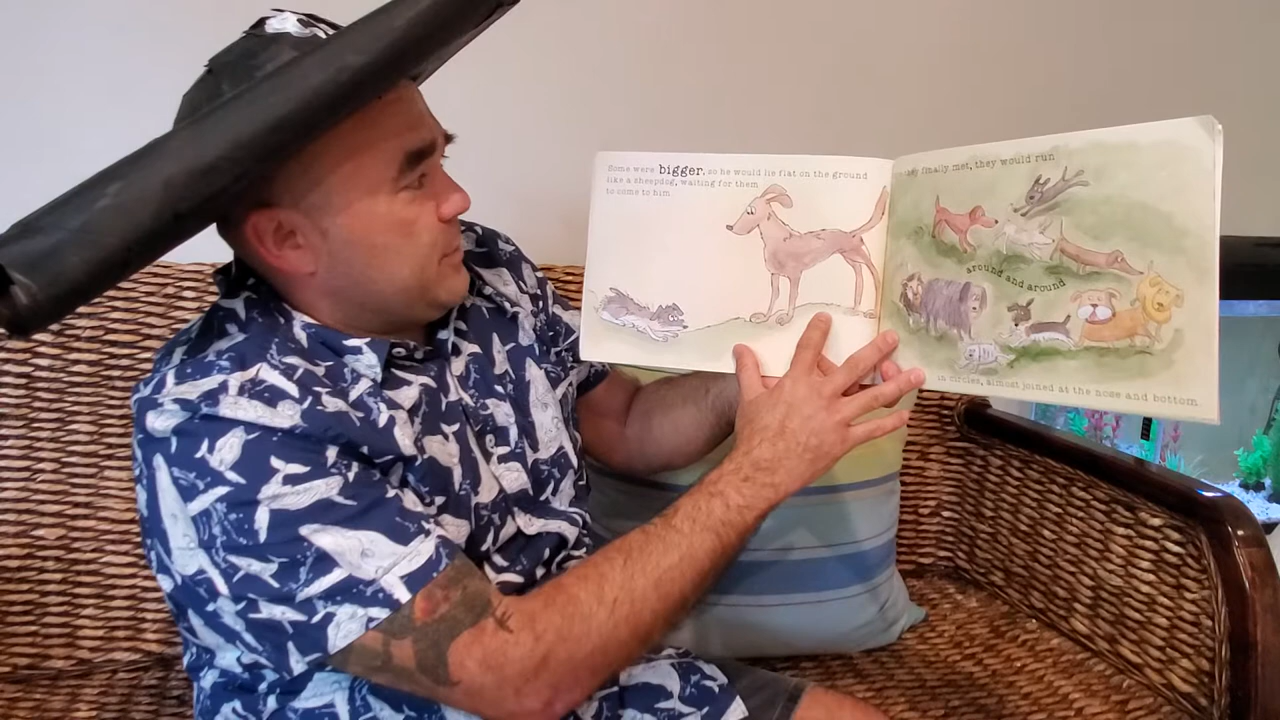 Some were bigger, so he would lie flat on the ground
like a sheepdog, waiting for them
to come to him
finally met, they would run
around and around
in circles, almost joined at the nose and bottom